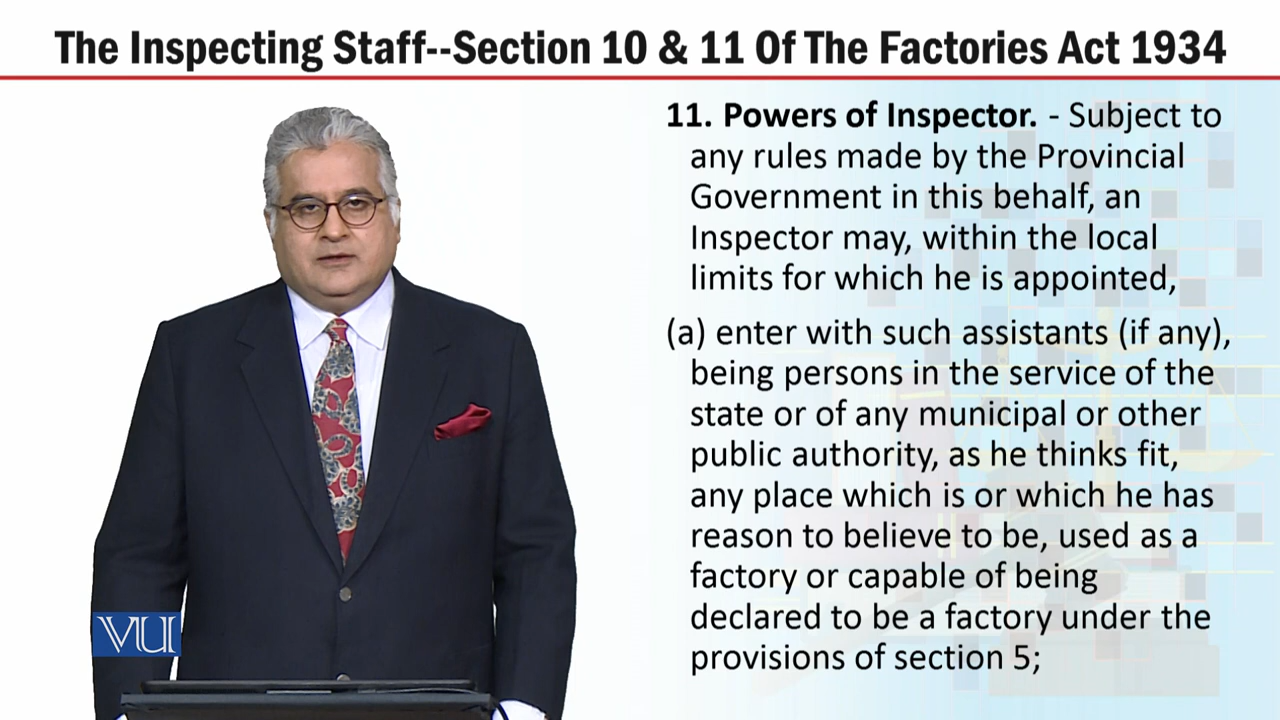 The Inspecting Staff--Section 10 & 11 Of The Factories Act 1934
11. Powers of Inspector. - Subject to
any rules made by the Provincial
Government in this behalf, an
Inspector may, within the local
limits for which he is appointed,
(a) enter with such assistants (if any),
being persons in the service of the
state or of any municipal or other
public authority, as he thinks fit,
any place which is or which he has
reason to believe to be, used as a
factory or capable of being
declared to be a factory under the
provisions of section 5;
VU